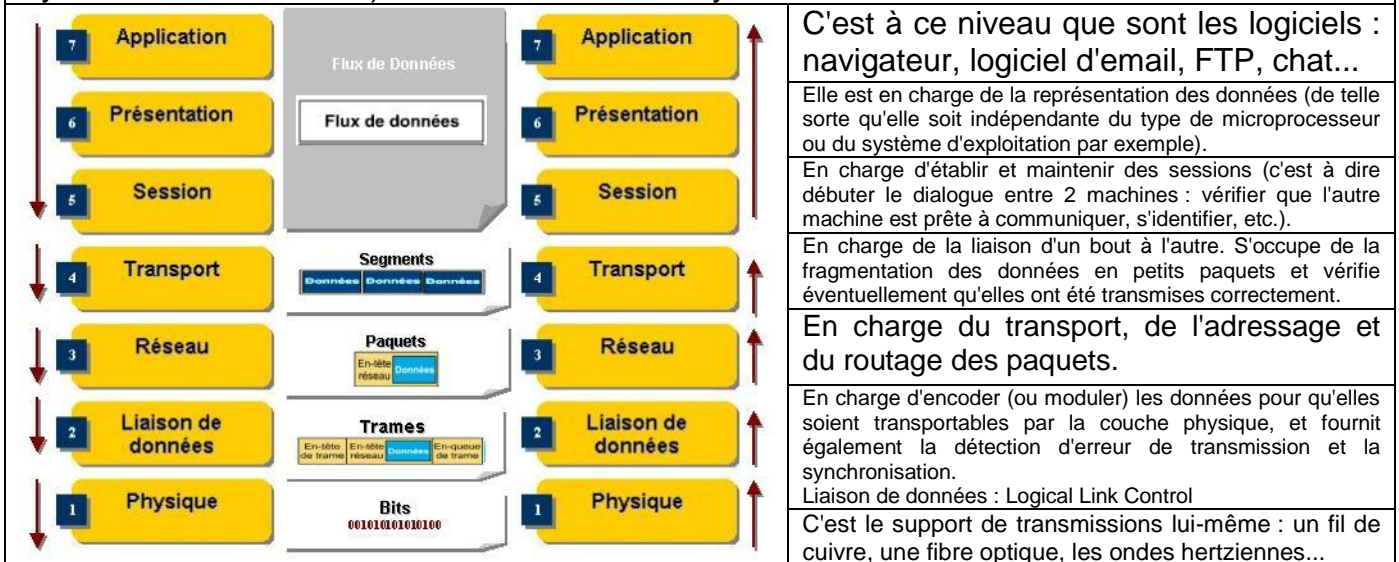 7 Application
6 Présentation
5 Session
4 Transport
3 Réseau
2 Liaison de
données
1 Physique
Flux de Données
Flux de données
Segments
Données Données Données
Paquets
En-tête
réseau Données
Trames
En-tête En-tête Données En-queue
de trame réseau de trame
Bits
001010101010100
7 Application
6 Présentation
5 Session
4 Transport
3 Réseau
2 Liaison de
données
1 Physique
C'est à ce niveau que sont les logiciels :
navigateur, logiciel d'email, FTP, chat...
Elle est en charge de la représentation des données (de telle
sorte qu'elle soit indépendante du type de microprocesseur
ou du système d'exploitation par exemple).
En charge d'établir et maintenir des sessions (c'est à dire
débuter le dialogue entre 2 machines : vérifier que l'autre
machine est prête à communiquer, s'identifier, etc.).
En charge de la liaison d'un bout à l'autre. S'occupe de la
fragmentation des données en petits paquets et vérifie
éventuellement qu'elles ont été transmises correctement.
En charge du transport, de l'adressage et
du routage des paquets.
En charge d'encoder (ou moduler) les données pour qu'elles
soient transportables par la couche physique, et fournit
également la détection d'erreur de transmission et la
synchronisation.
Liaison de données : Logical Link Control
C'est le support de transmissions lui-même : un fil de
cuivre, une fibre optique, les ondes hertziennes...